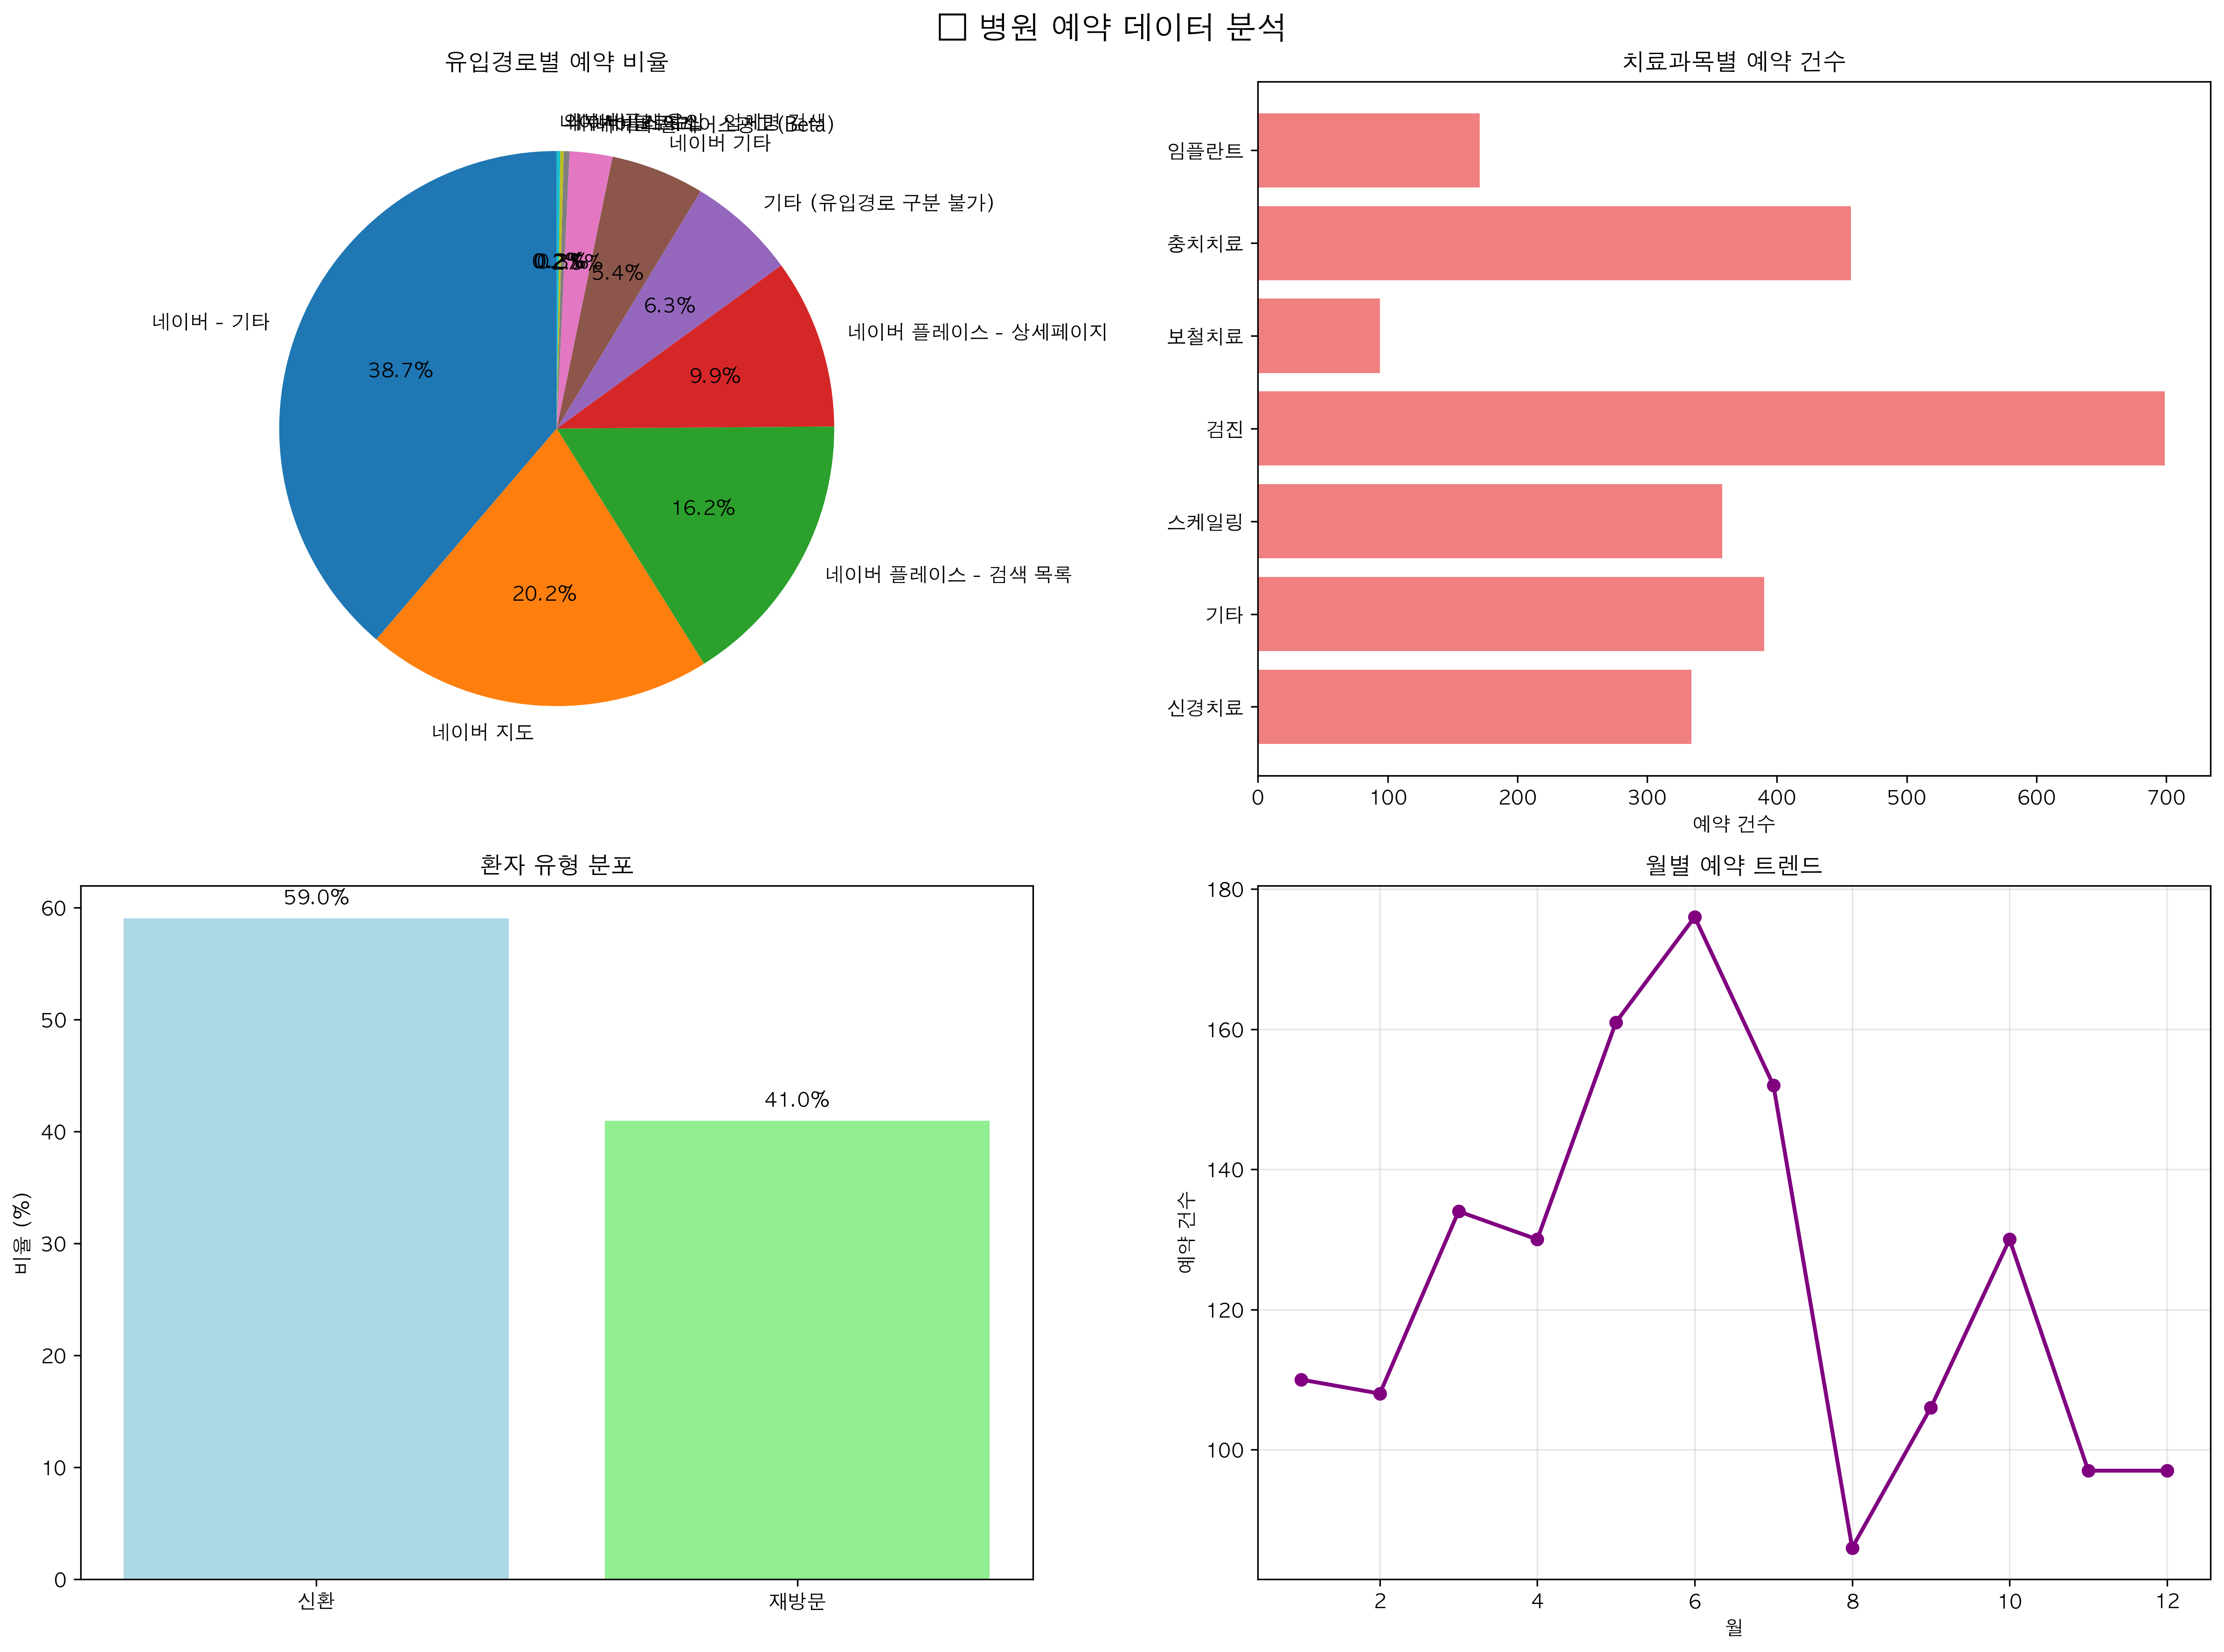 □ 병원 예약 데이터 분석
유입경로별 예약 비율
네이버 기타
기타 (유입경로 구분 불가)
네이버 플레이스 - 상세페이지
네이버 플레이스 - 검색 목록
네이버 지도
네이버 - 기타
38.7%
20.2%
16.2%
9.9%
6.3%
5.4%
치료과목별 예약 건수
임플란트
충치치료
보철치료
검진
스케일링
기타
신경치료
0 100 200 300 400 500 600 700
예약 건수
환자 유형 분포
비율 (%)
60
50
40
30
20
10
0
59.0%
41.0%
신환 재방문
월별 예약 트렌드
예약 건수
180
160
140
120
100
2 4 6 8 10 12
월